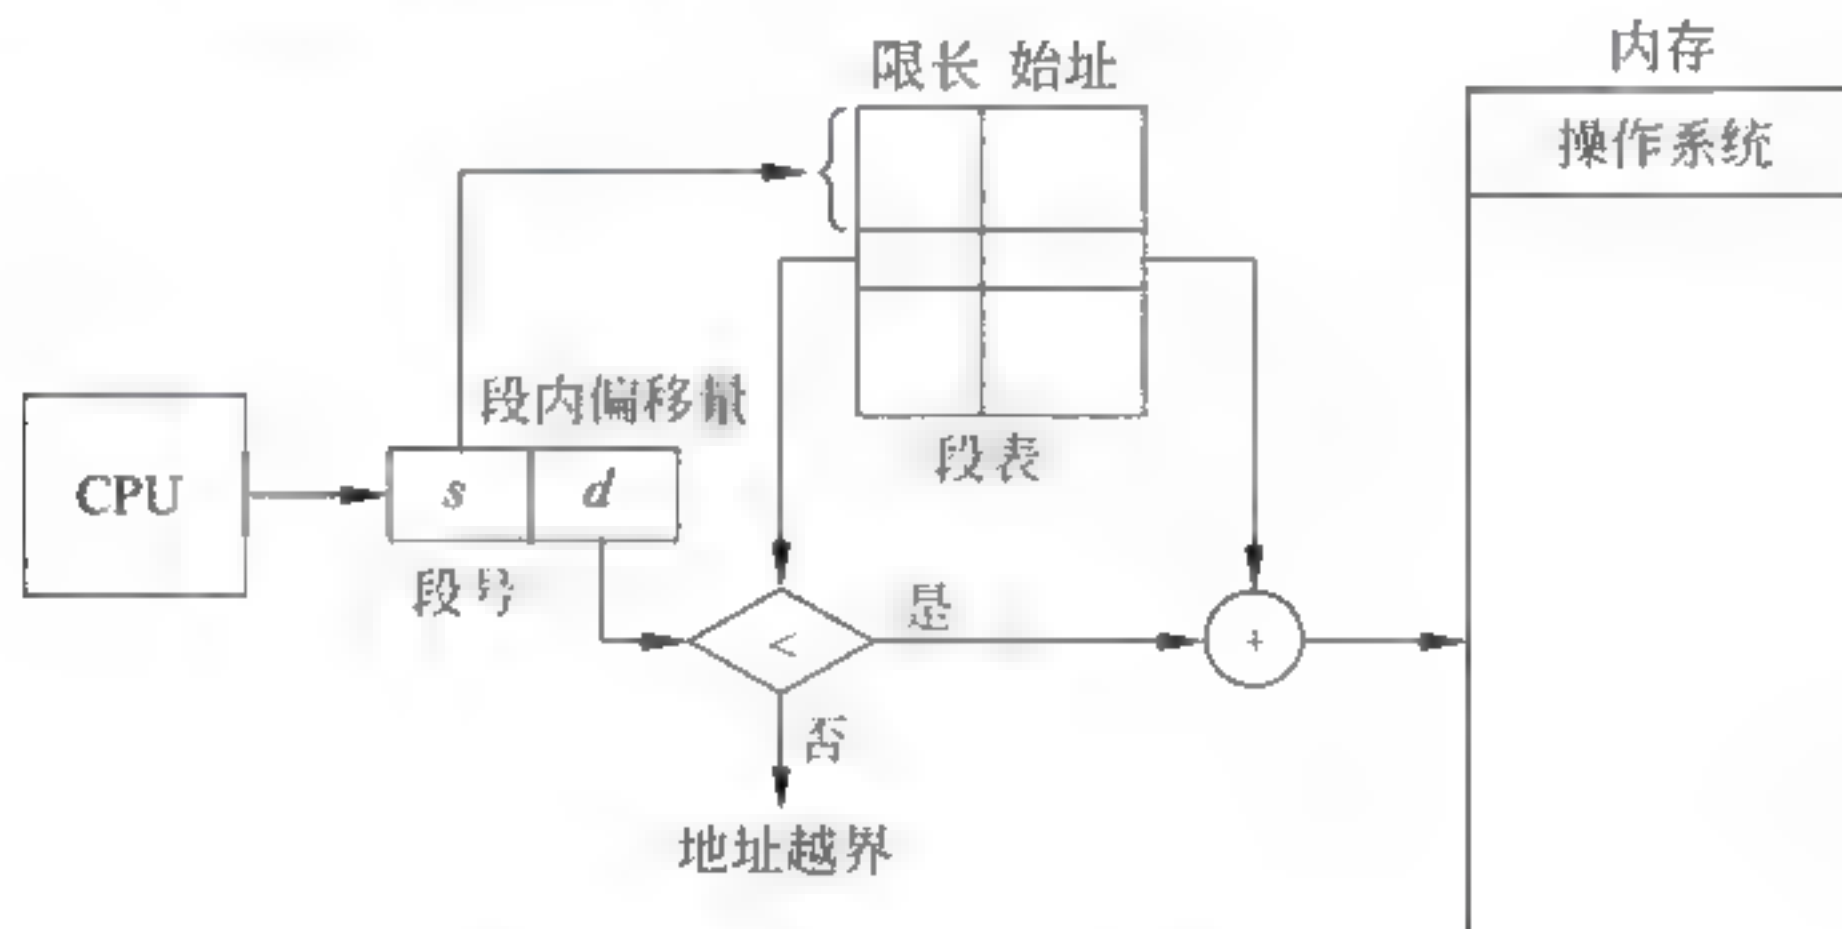 内存
限长 始址
操作系统
段内偏移量
段表
CPU
s
d
段号
<
是
+
否
地址越界